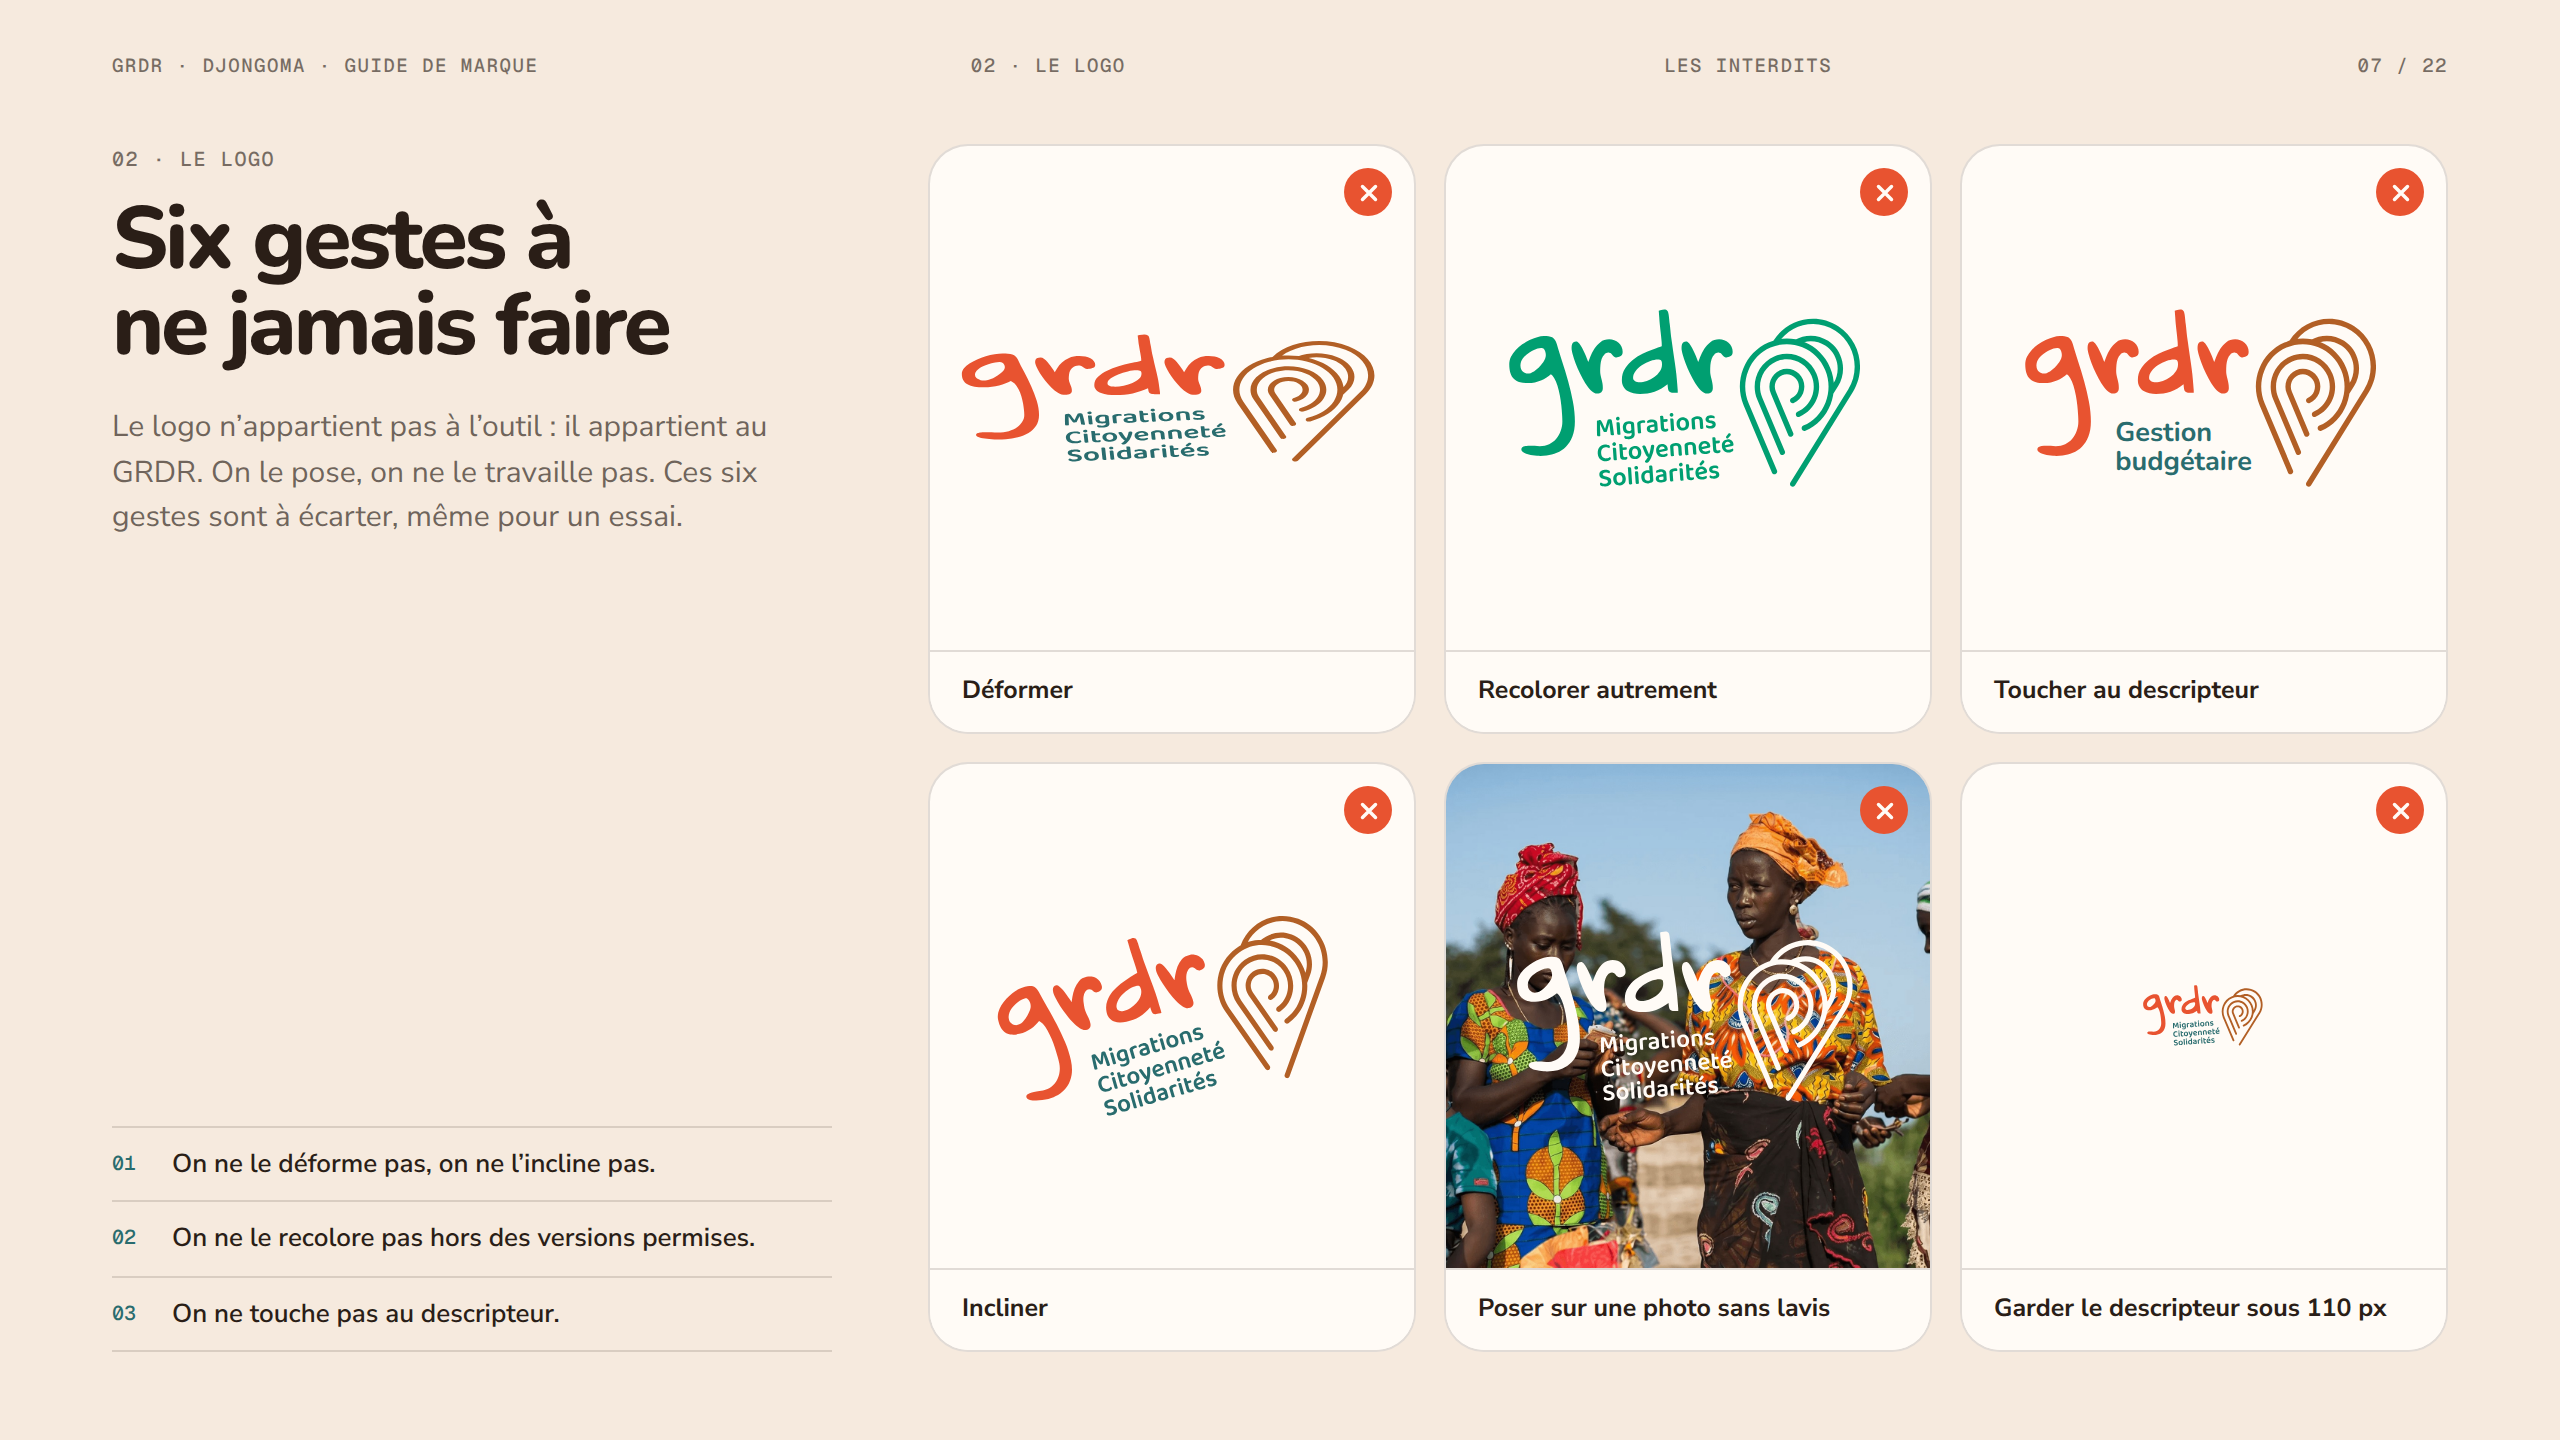 GRDR · DJONGOMA · GUIDE DE MARQUE
02 · LE LOGO
LES INTERDITS
07 / 22
02 · LE LOGO
Six gestes à
ne jamais faire
Le logo n’appartient pas à l’outil : il appartient au
GRDR. On le pose, on ne le travaille pas. Ces six
gestes sont à écarter, même pour un essai.
01 On ne le déforme pas, on ne l’incline pas.
02 On ne le recolore pas hors des versions permises.
03 On ne touche pas au descripteur.
grdr
Migrations
Citoyenneté
Solidarités
Déformer
grdr
Migrations
Citoyenneté
Solidarités
Recolorer autrement
grdr
Gestion
budgétaire
Toucher au descripteur
grdr
Migrations
Citoyenneté
Solidarités
Incliner
grdr
Migrations
Citoyenneté
Solidarités
Poser sur une photo sans lavis
grdr
Migrations
Citoyenneté
Solidarités
Garder le descripteur sous 110 px